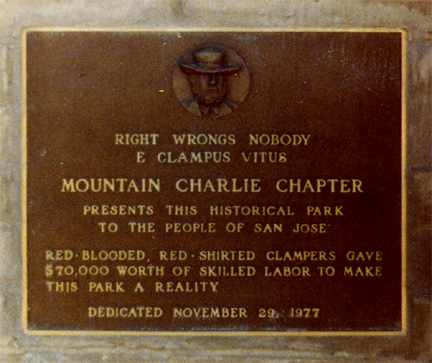 RIGHT WRONGS NOBODY
E CLAMPUS VITUS
MOUNTAIN CHARLIE CHAPTER
PRESENTS THIS HISTORICAL PARK
TO THE PEOPLE OF SAN JOSE´
RED-BLOODED, RED-SHIRTED CLAMPERS GAVE
$70,000 WORTH OF SKILLED LABOR TO MAKE
THIS PARK A REALITY
DEDICATED NOVEMBER 29, 1977